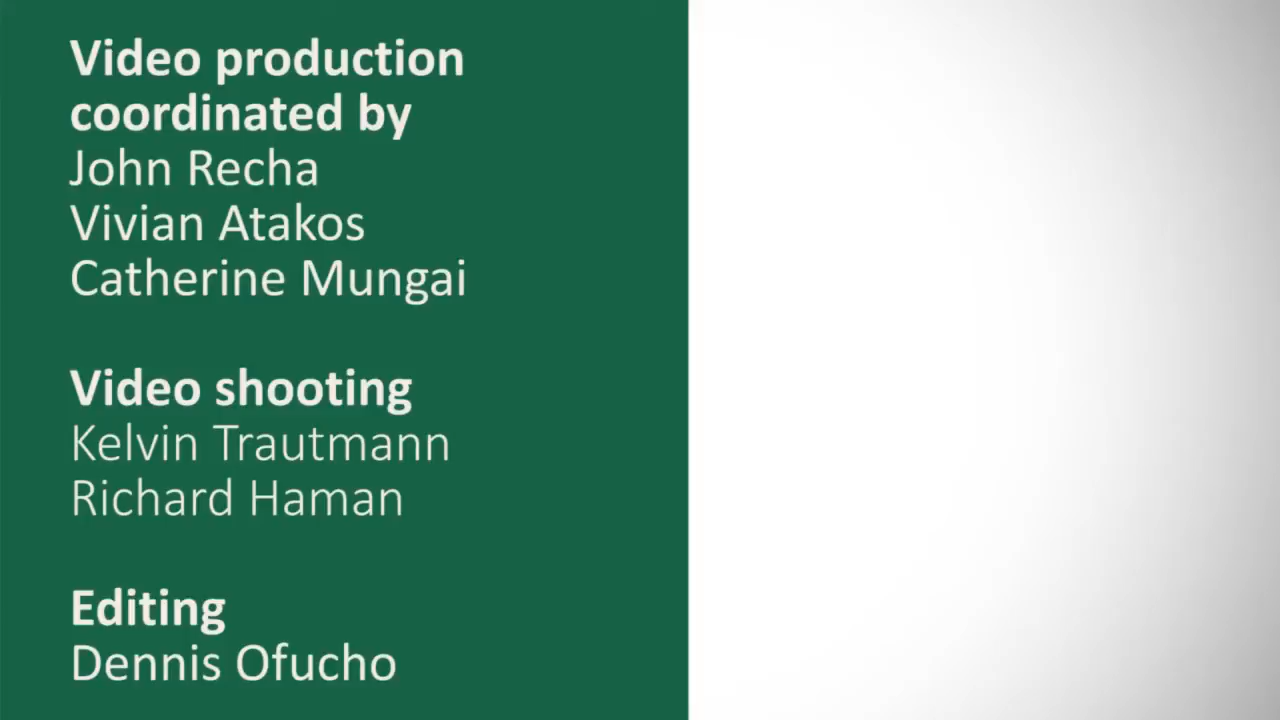 Video production
coordinated by
John Recha
Vivian Atakos
Catherine Mungai
Video shooting
Kelvin Trautmann
Richard Haman
Editing
Dennis Ofucho